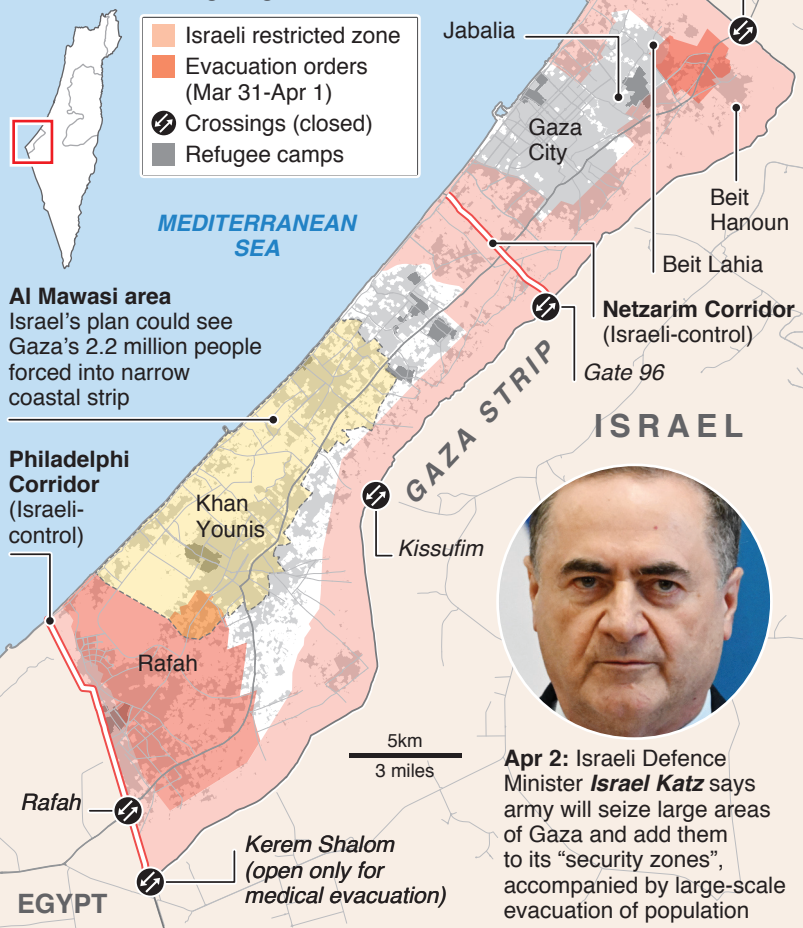 Israeli restricted zone
Evacuation orders
(Mar 31-Apr 1)
Crossings (closed)
Refugee camps
Jabalia
Gaza
City
Beit
Hanoun
Beit Lahia
MEDITERRANEAN
SEA
Netzarim Corridor
(Israeli-control)
Gate 96
Al Mawasi area
Israel’s plan could see
Gaza’s 2.2 million people
forced into narrow
coastal strip
GAZA STRIP
ISRAEL
Philadelphi
Corridor
(Israeli-
control)
Khan
Younis
Kissufim
Rafah
5km
3 miles
Rafah
Kerem Shalom
(open only for
medical evacuation)
EGYPT
Apr 2: Israeli Defence
Minister Israel Katz says
army will seize large areas
of Gaza and add them
to its “security zones”,
accompanied by large-scale
evacuation of population